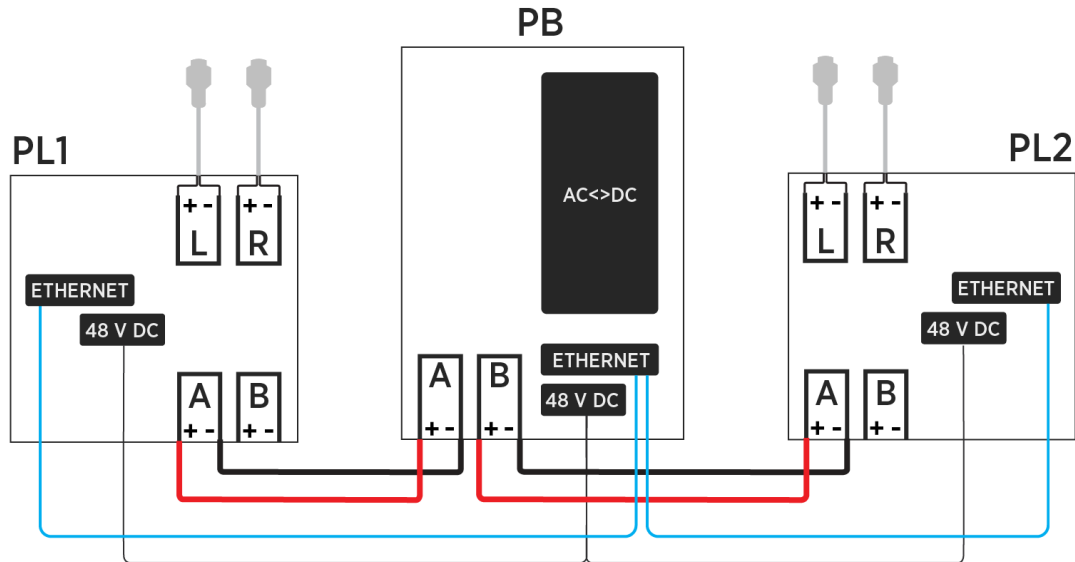 PB
PL1
PL2
+ -
L
+ -
R
AC<>DC
+ -
L
+ -
R
ETHERNET
48 V DC
A
+ -
B
+ -
A
+ -
B
+ -
ETHERNET
48 V DC
ETHERNET
48 V DC
A
+ -
B
+ -